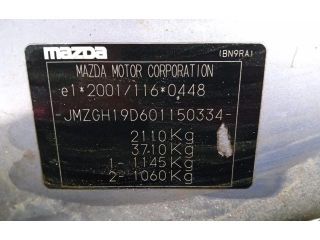 mazda (BN9RA)
MAZDA MOTOR CORPORATION
e1*2001/116*0448
-JMZGH19D601150334-
2110Kg
3710Kg
1-1145Kg
2-1060Kg